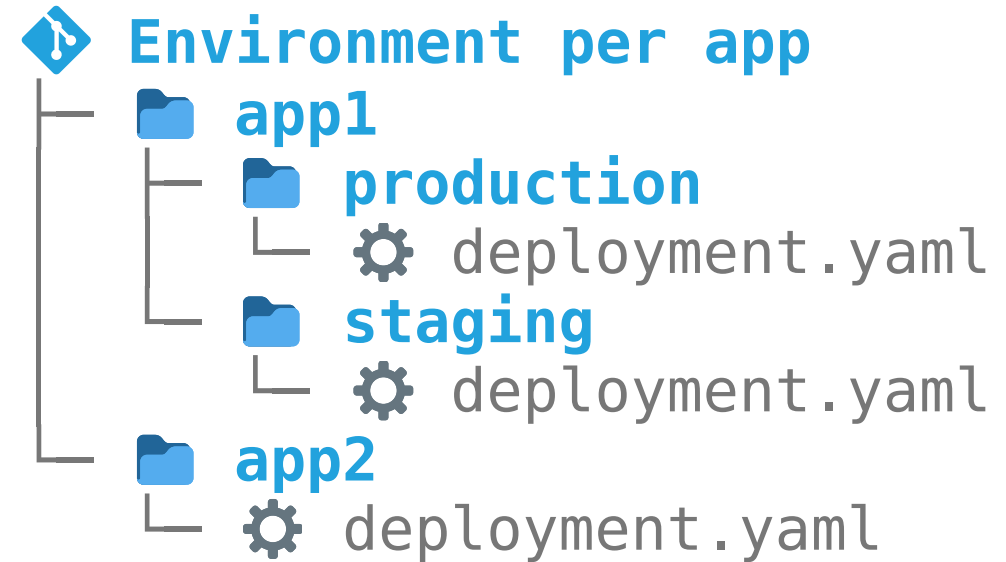 Environment per app
app1
production
deployment.yaml
staging
deployment.yaml
app2
deployment.yaml